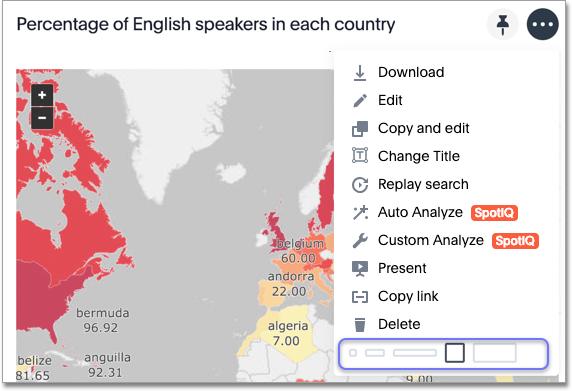 Percentage of English speakers in each country
Download
+
Edit
−
Copy and edit
Change Title
Replay search
Auto Analyze SpotIQ
belgium
60.00
Custom Analyze SpotIQ
andorra
22.00
Present
Copy link
bermuda
96.92
algeria
7.00
Delete
belize
81.65
anguilla
92.31
9.00